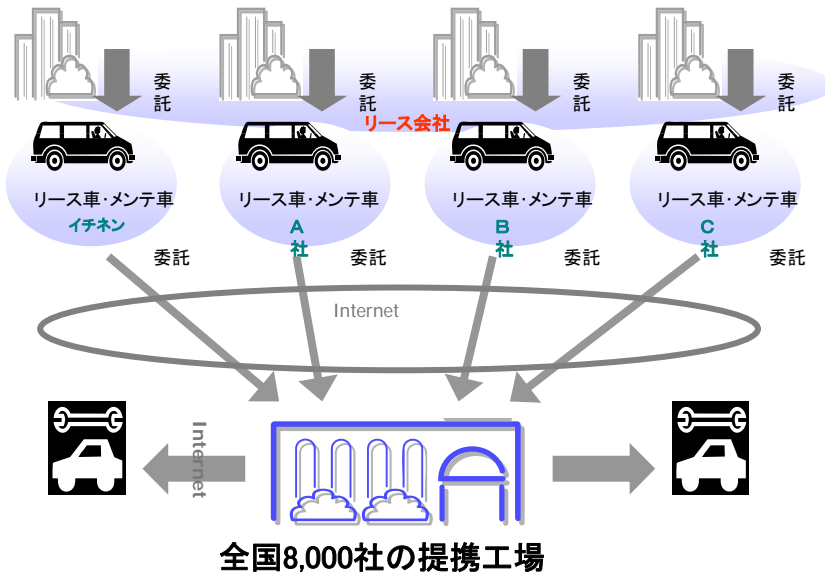 委
託
委
託
委
託
委
託
リース会社
リース車・メンテ車
リース車・メンテ車
リース車・メンテ車
リース車・メンテ車
イチネン
A
社
B
社
C
社
委託
委託
委託
委託
Internet
Internet
全国8,000社の提携工場